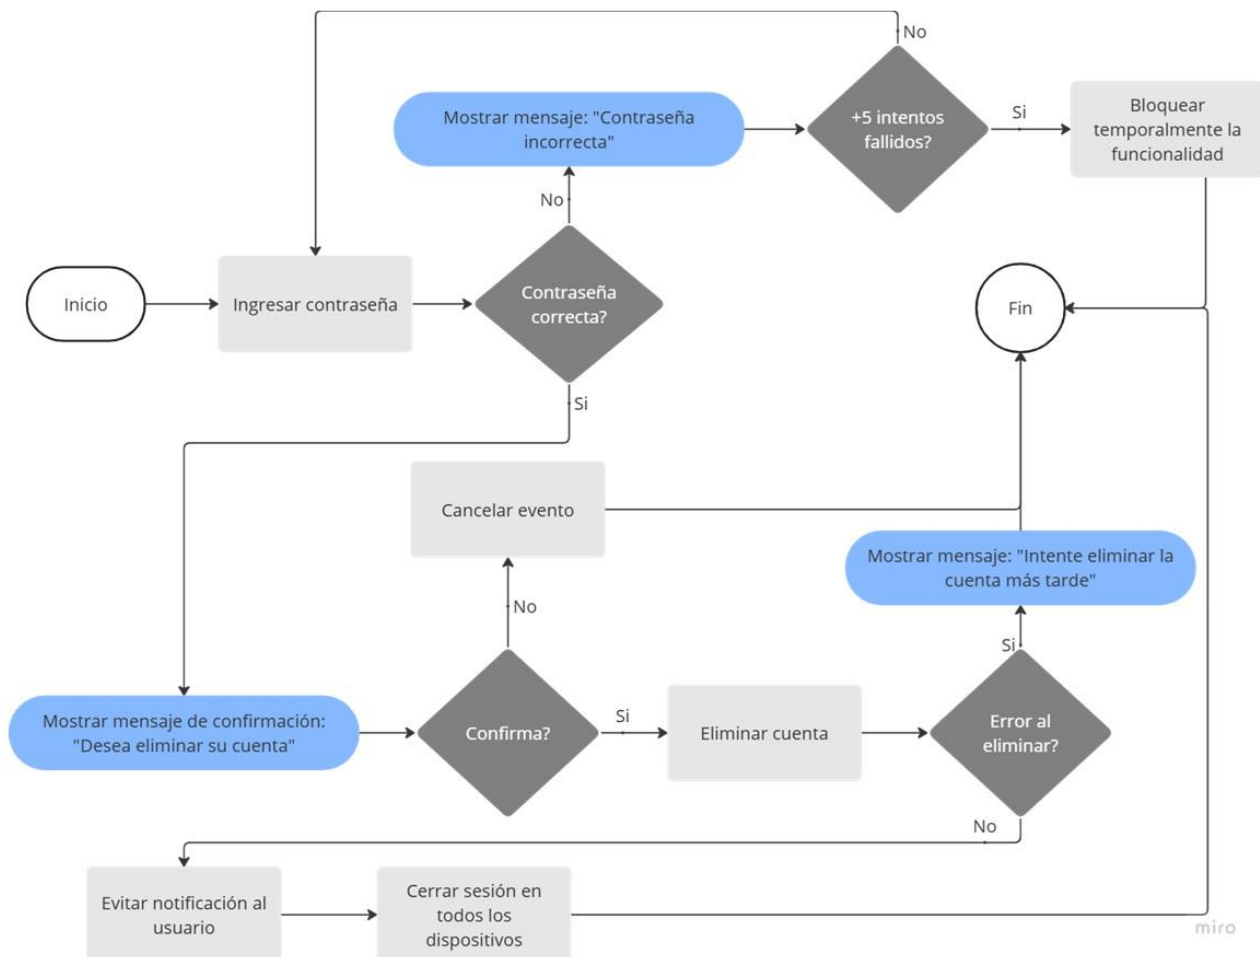 No
Mostrar mensaje: "Contraseña
incorrecta"
+5 intentos
fallidos?
Si
Bloquear
temporalmente la
funcionalidad
No
Inicio
Ingresar contraseña
Contraseña
correcta?
Fin
Si
Cancelar evento
Mostrar mensaje: "Intente eliminar la
cuenta más tarde"
No
Si
Mostrar mensaje de confirmación:
"Desea eliminar su cuenta"
Confirma?
Si
Eliminar cuenta
Error al
eliminar?
No
Evitar notificación al
usuario
Cerrar sesión en
todos los
dispositivos
miro